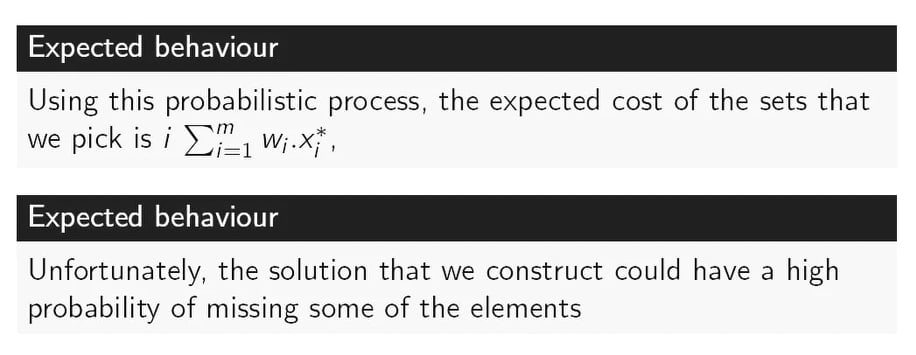 Expected behaviour
Using this probabilistic process, the expected cost of the sets that
we pick is i ∑_{i=1}^{m} w_i.x_i^*,
Expected behaviour
Unfortunately, the solution that we construct could have a high
probability of missing some of the elements